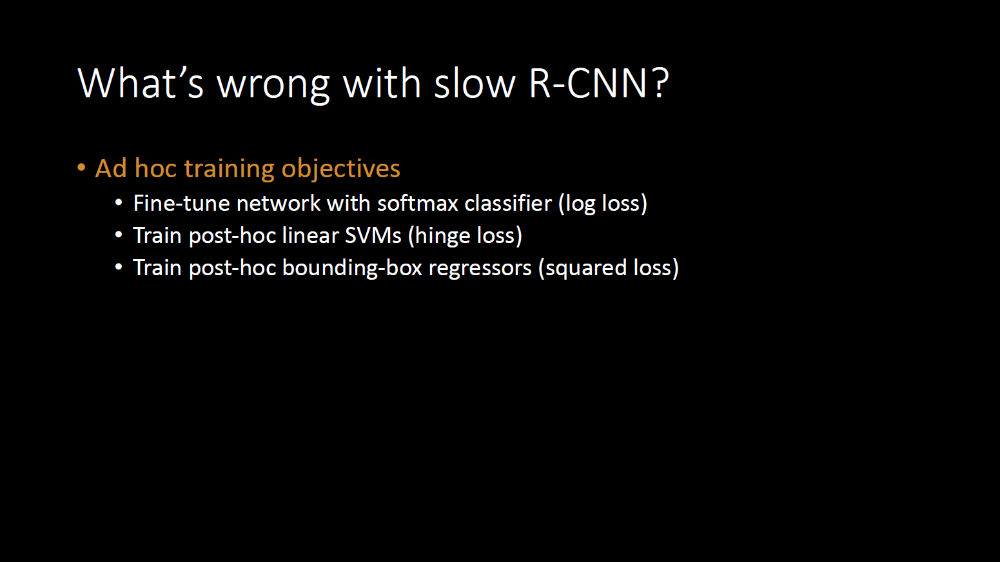 What’s wrong with slow R-CNN?
• Ad hoc training objectives
• Fine-tune network with softmax classifier (log loss)
• Train post-hoc linear SVMs (hinge loss)
• Train post-hoc bounding-box regressors (squared loss)